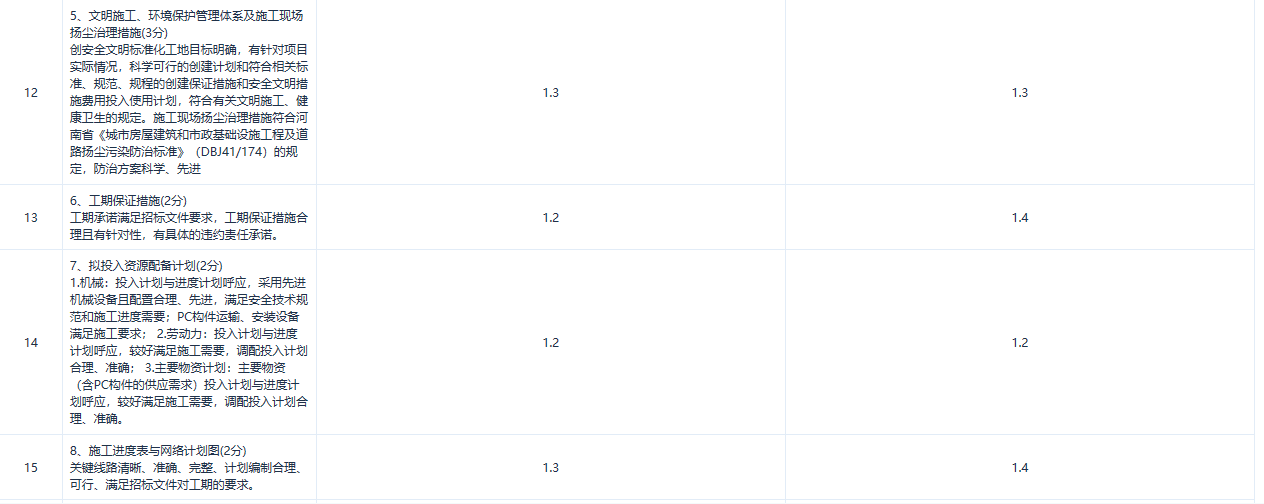 5、文明施工、环境保护管理体系及施工现场
扬尘治理措施(3分)
创安全文明标准化工地目标明确，有针对项目
实际情况，科学可行的创建计划和符合相关标
准、规范、规程的创建保证措施和安全文明措
施费用投入使用计划，符合有关文明施工、健
康卫生的规定。施工现场扬尘治理措施符合河
南省《城市房屋建筑和市政基础设施工程及道
路扬尘污染防治标准》（DBJ41/174）的规
定，防治方案科学、先进
12
1.3
1.3
6、工期保证措施(2分)
工期承诺满足招标文件要求，工期保证措施合
理且有针对性，有具体的违约责任承诺。
13
1.2
1.4
7、拟投入资源配备计划(2分)
1.机械：投入计划与进度计划呼应，采用先进
机械设备且配置合理、先进，满足安全技术规
范和施工进度需要；PC构件运输、安装设备
满足施工要求； 2.劳动力：投入计划与进度
计划呼应，较好满足施工需要，调配投入计划
合理、准确； 3.主要物资计划：主要物资
（含PC构件的供应需求）投入计划与进度计
划呼应，较好满足施工需要，调配投入计划合
理、准确。
14
1.2
1.2
8、施工进度表与网络计划图(2分)
关键线路清晰、准确、完整、计划编制合理、
可行、满足招标文件对工期的要求。
15
1.3
1.4